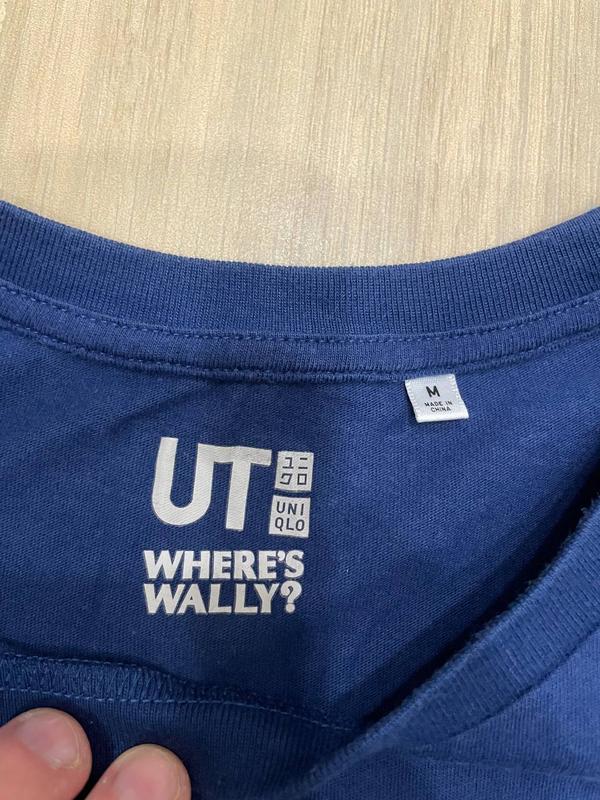 M
MADE IN
CHINA
UT
ユニ
クロ
UNI
QLO
WHERE'S
WALLY?